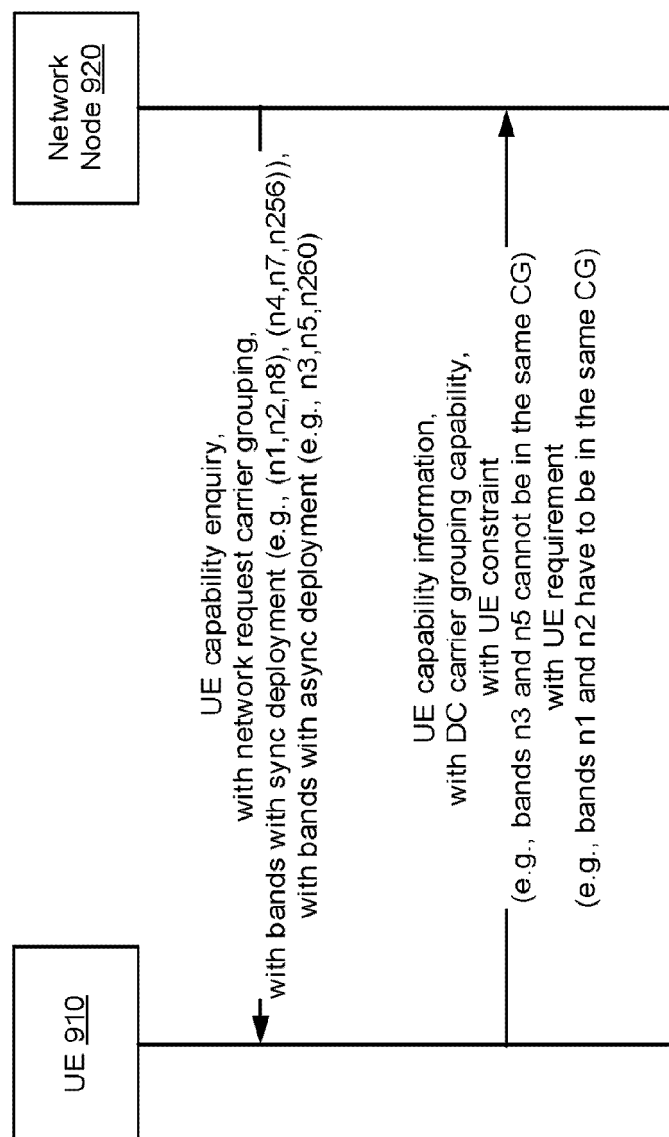 UE 910
Network
Node 920
UE capability enquiry,
with network request carrier grouping,
with bands with sync deployment (e.g., (n1,n2,n8), (n4,n7,n256)),
with bands with async deployment (e.g., n3,n5,n260)
UE capability information,
with DC carrier grouping capability,
with UE constraint
(e.g., bands n3 and n5 cannot be in the same CG)
with UE requirement
(e.g., bands n1 and n2 have to be in the same CG)